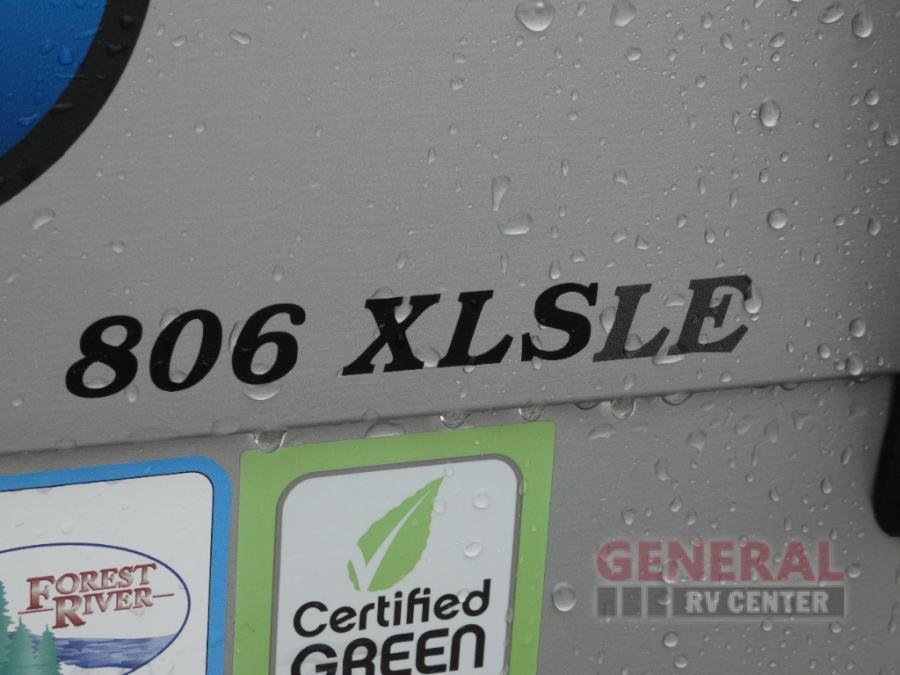 806 XLSLE
FOREST
RIVER
Certified
GREEN
GENERAL
RV CENTER